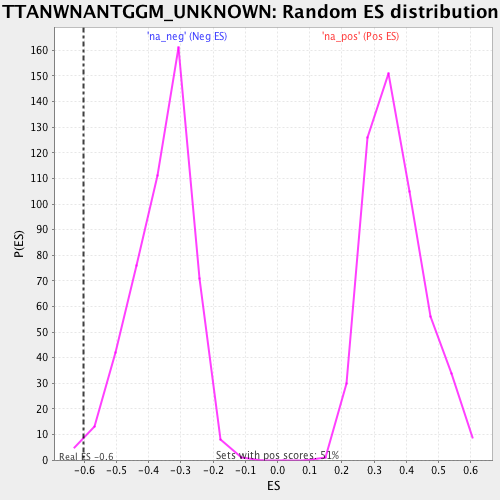 TTANWNANTGGM_UNKNOWN: Random ES distribution
'na_neg' (Neg ES)
'na_pos' (Pos ES)
160
150
140
130
120
110
100
90
80
70
60
50
40
30
20
10
0
P(ES)
Real ES -0.6
Sets with pos scores: 51%
-0.6 -0.5 -0.4 -0.3 -0.2 -0.1 0.0 0.1 0.2 0.3 0.4 0.5 0.6
ES